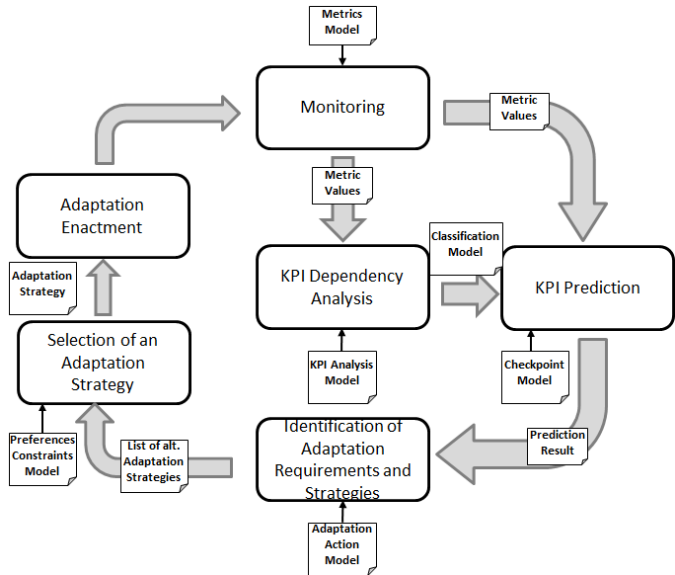 Metrics
Model
Monitoring
Metric
Values
Metric
Values
Adaptation
Enactment
Classification
Model
Adaptation
Strategy
KPI Dependency
Analysis
KPI Prediction
Selection of an
Adaptation
Strategy
KPI Analysis
Model
Checkpoint
Model
Preferences
Constraints
Model
List of alt.
Adaptation
Strategies
Identification of
Adaptation
Requirements and
Strategies
Prediction
Result
Adaptation
Action
Model